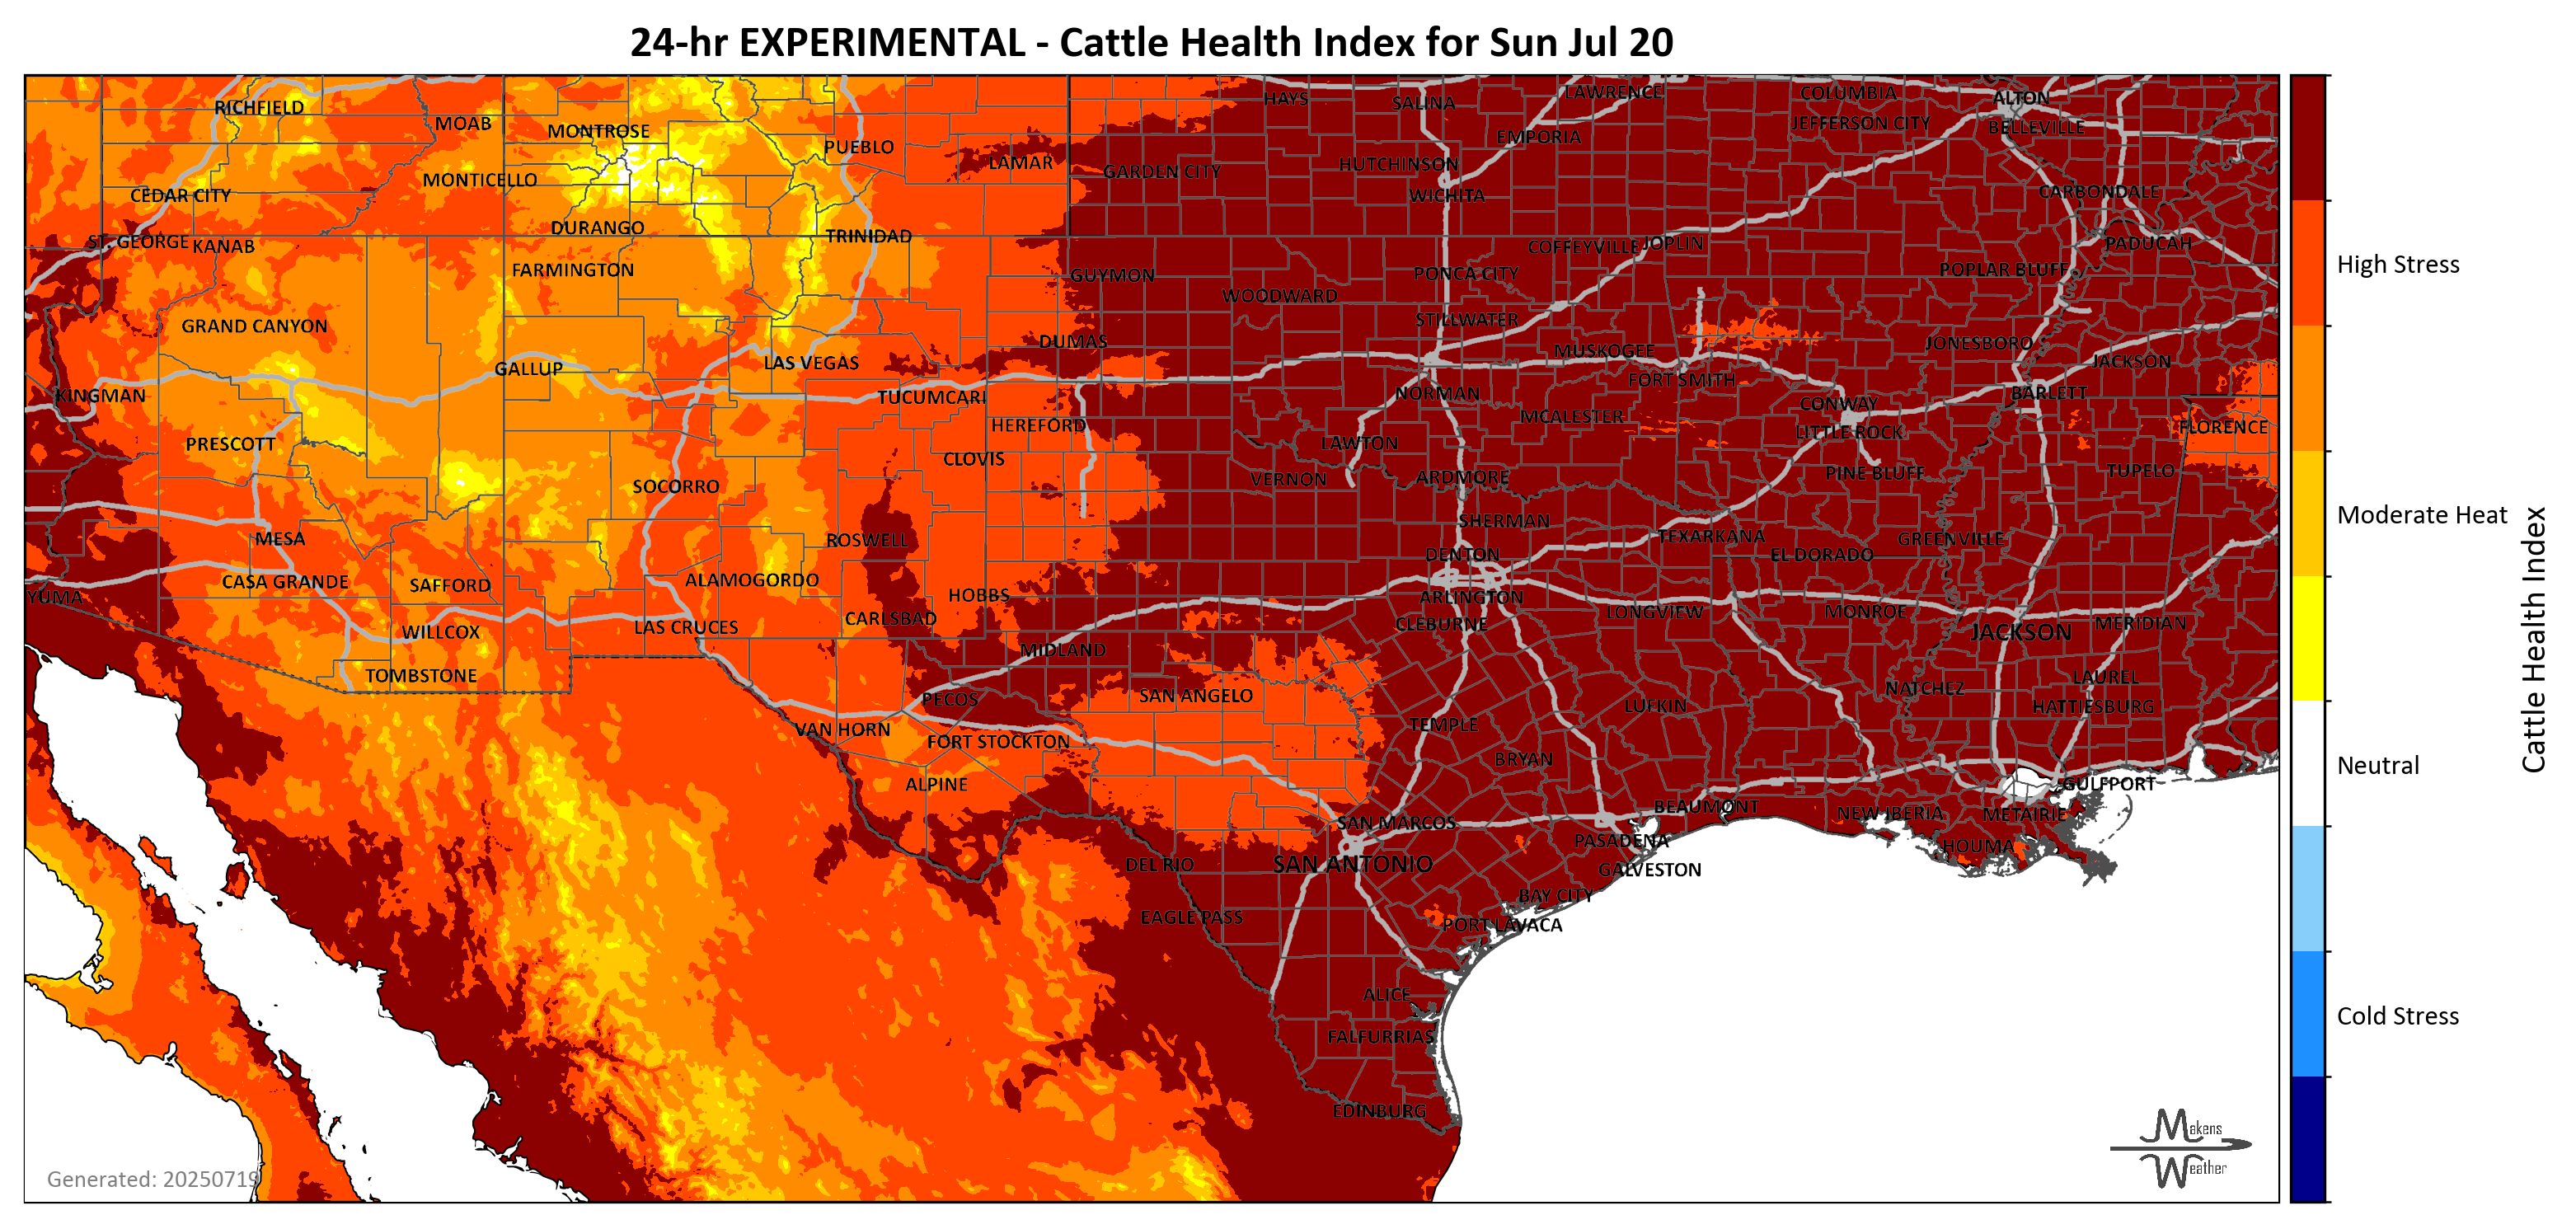 24-hr EXPERIMENTAL - Cattle Health Index for Sun Jul 20
RICHFIELD
MOAB
MONTROSE
PUEBLO
LAMAR
HAYS
SALINA
LAWRENCE
COLUMBIA
ALTON
JEFFERSON CITY
BELLEVILLE
EMPORIA
HUTCHINSON
GARDEN CITY
WICHITA
CARBONDALE
CEDAR CITY
MONTICELLO
DURANGO
TRINIDAD
ST. GEORGE
KANAB
COFFEYVILLE
JOPLIN
PADUCAH
FARMINGTON
GUYMON
PONCA CITY
POPLAR BLUFF
WOODWARD
STILLWATER
GRAND CANYON
DUMAS
MUSKOGEE
JONESBORO
JACKSON
GALLUP
LAS VEGAS
FORT SMITH
KINGMAN
TUCUMCARI
NORMAN
BARLETT
CONWAY
MCALESTER
HEREFORD
FLORENCE
LITTLE ROCK
PRESCOTT
LAWTON
CLOVIS
VERNON
ARDMORE
PINE BLUFF
TUPELO
SOCORRO
SHERMAN
MESA
ROSWELL
TEXARKANA
GREENVILLE
DENTON
EL DORADO
CASA GRANDE
SAFFORD
ALAMOGORDO
YUMA
HOBBS
ARLINGTON
LONGVIEW
MONROE
CARLSBAD
CLEBURNE
MERIDIAN
WILLCOX
LAS CRUCES
JACKSON
MIDLAND
TOMBSTONE
LAUREL
PECOS
SAN ANGELO
NATCHEZ
LUFKIN
HATTIESBURG
VAN HORN
TEMPLE
FORT STOCKTON
BRYAN
ALPINE
GULFPORT
BEAUMONT
NEW IBERIA
METAIRIE
SAN MARCOS
PASADENA
HOUMA
DEL RIO
SAN ANTONIO
GALVESTON
BAY CITY
EAGLE PASS
PORT LAVACA
ALICE
FALFURRIAS
EDINBURG
Generated: 20250719
Makens
Weather
High Stress
Moderate Heat
Neutral
Cold Stress
Cattle Health Index